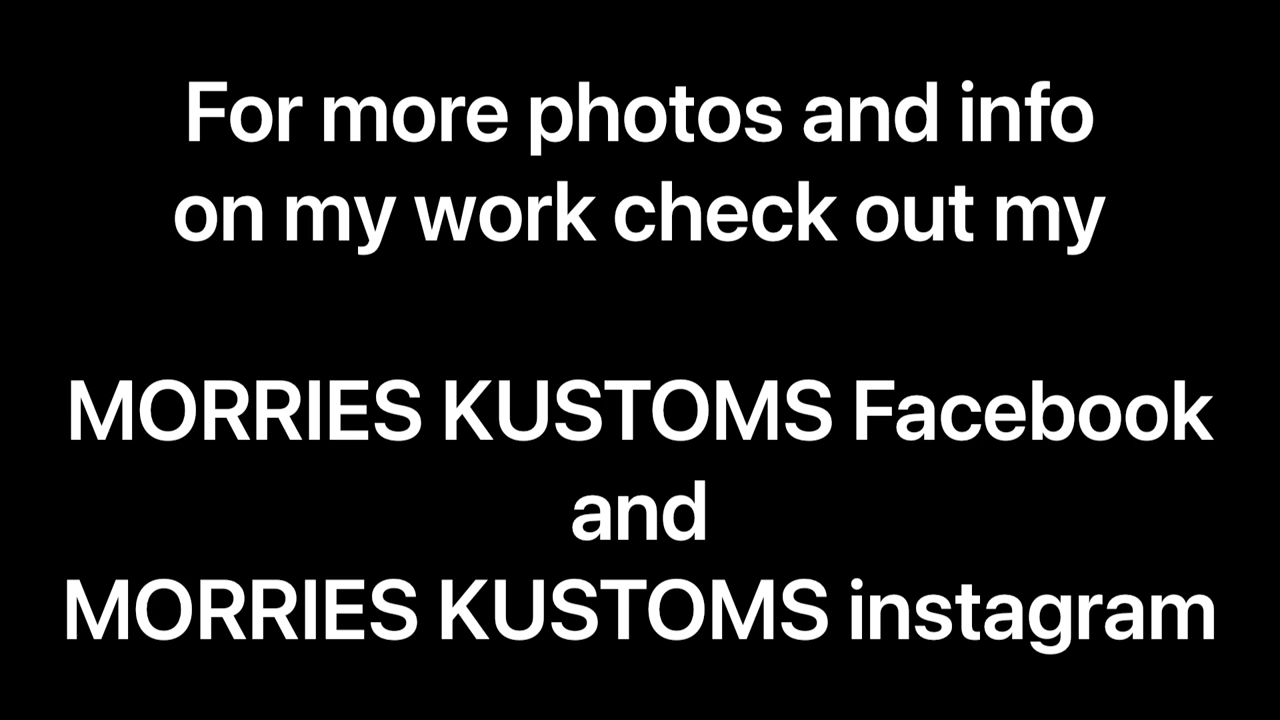 For more photos and info
on my work check out my
MORRIES KUSTOMS Facebook
and
MORRIES KUSTOMS instagram